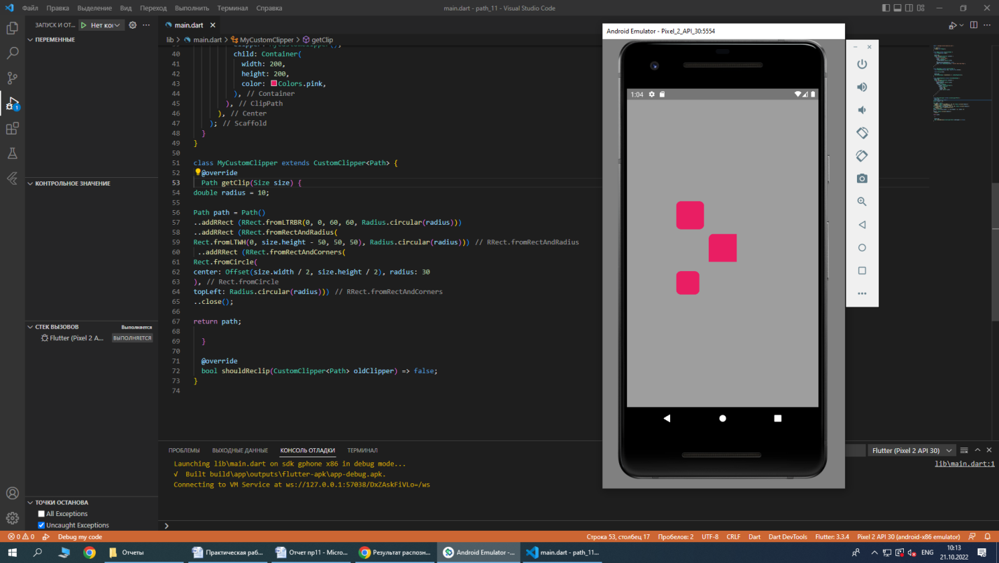 Файл Правка Выделение Вид Переход Выполнить Терминал Справка
main.dart - path_11 - Visual Studio Code
ЗАПУСК И ОТ... Нет кон
main.dart
lib > main.dart > MyCustomClipper > getClip
ПЕРЕМЕННЫЕ
КОНТРОЛЬНОЕ ЗНАЧЕНИЕ
СТЕК ВЫЗОВОВ Выполняется
Flutter (Pixel 2 A... ВЫПОЛНЯЕТСЯ
ТОЧКИ ОСТАНОВА
All Exceptions
Uncaught Exceptions
1
40 child: Container(
41 width: 200,
42 height: 200,
43 color: Colors.pink,
44 ), // Container
45 ), // ClipPath
46 ), // Center
47 ); // Scaffold
48 }
49 }
50
51 class MyCustomClipper extends CustomClipper<Path> {
52 @override
53 Path getClip(Size size) {
54 double radius = 10;
55
56 Path path = Path()
57 ..addRRect (RRect.fromLTRBR(0, 0, 60, 60, Radius.circular(radius)))
58 ..addRRect (RRect.fromRectAndRadius(
59 Rect.fromLTWH(0, size.height - 50, 50, 50), Radius.circular(radius))) // RRect.fromRectAndRadius
60 ..addRRect (RRect.fromRectAndCorners(
61 Rect.fromCircle(
62 center: Offset(size.width / 2, size.height / 2), radius: 30
63 ), // Rect.fromCircle
64 topLeft: Radius.circular(radius))) // RRect.fromRectAndCorners
65 ..close();
66
67 return path;
68
69 }
70
71 @override
72 bool shouldReclip(CustomClipper<Path> oldClipper) => false;
73 }
74
Android Emulator - Pixel_2_API_30:5554
1:04
ПРОБЛЕМЫ ВЫХОДНЫЕ ДАННЫЕ КОНСОЛЬ ОТЛАДКИ ТЕРМИНАЛ
Flutter (Pixel 2 API 30)
Launching lib\main.dart on sdk gphone x86 in debug mode...
lib\main.dart:1
√ Built build\app\outputs\flutter-apk\app-debug.apk.
Connecting to VM Service at ws://127.0.0.1:57038/DxZAskFiVLo=/ws
0 0 Debug my code
Строка 53, столбец 17 Пробелов: 2 UTF-8 CRLF Dart Dart DevTools Flutter: 3.3.4 Pixel 2 API 30 (android-x86 emulator)
Отчеты
Практическая раб...
Отчет пр11 - Micro...
Результат распозн...
Android Emulator -...
main.dart - path_11...
ENG
10:13
21.10.2022